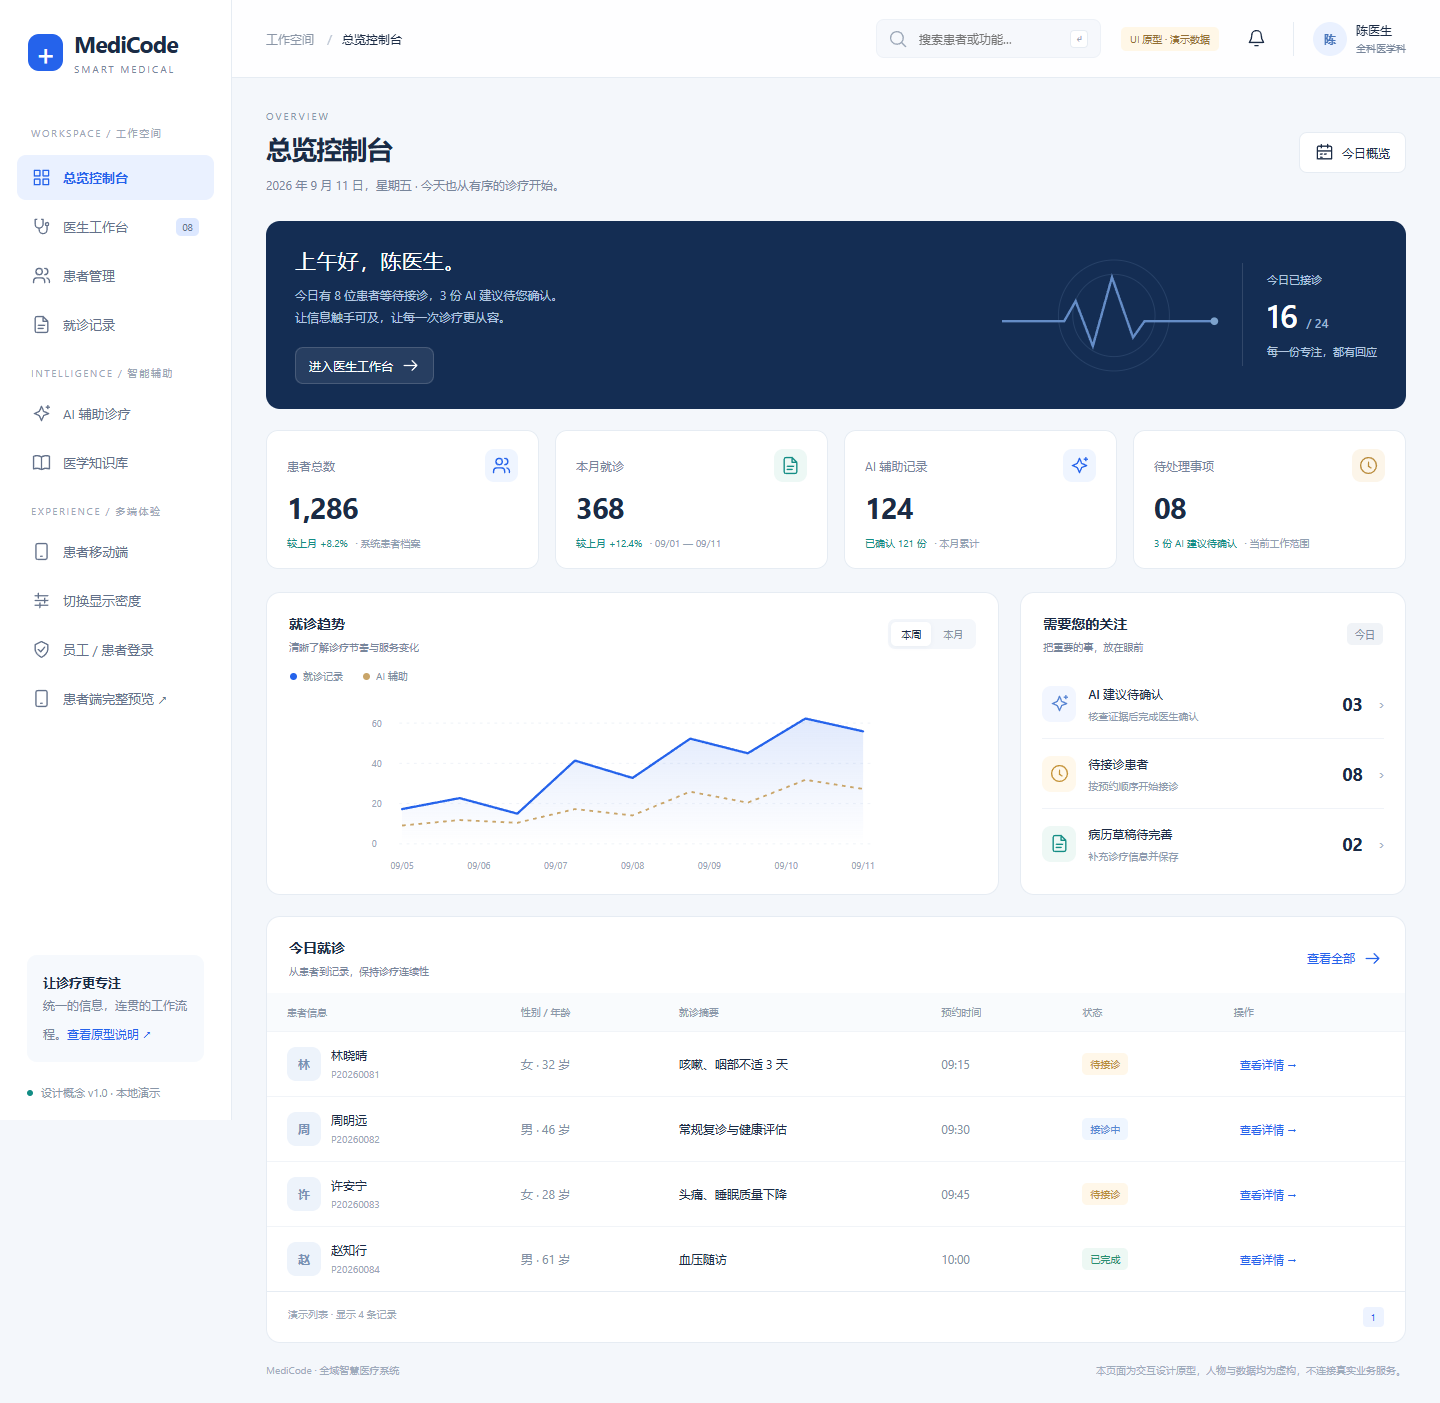 MediCode
SMART MEDICAL
WORKSPACE / 工作空间
总览控制台
医生工作台 08
患者管理
就诊记录
INTELLIGENCE / 智能辅助
AI 辅助诊疗
医学知识库
EXPERIENCE / 多端体验
患者移动端
切换显示密度
员工 / 患者登录
患者端完整预览 ↗
让诊疗更专注
统一的信息，连贯的工作流
程。查看原型说明 ↗
设计概念 v1.0 · 本地演示
工作空间 / 总览控制台
搜索患者或功能... ↵
UI 原型 · 演示数据
陈 陈医生
全科医学科
OVERVIEW
总览控制台
2026 年 9 月 11 日，星期五 · 今天也从有序的诊疗开始。
今日概览
上午好，陈医生。
今日有 8 位患者等待接诊，3 份 AI 建议待您确认。
让信息触手可及，让每一次诊疗更从容。
进入医生工作台 →
今日已接诊
16 / 24
每一份专注，都有回应
患者总数
1,286
较上月 +8.2% · 系统患者档案
本月就诊
368
较上月 +12.4% · 09/01 — 09/11
AI 辅助记录
124
已确认 121 份 · 本月累计
待处理事项
08
3 份 AI 建议待确认 · 当前工作范围
就诊趋势
清晰了解诊疗节奏与服务变化
本周 本月
就诊记录 AI 辅助
60
40
20
0
09/05 09/06 09/07 09/08 09/09 09/10 09/11
需要您的关注
把重要的事，放在眼前
今日
AI 建议待确认
核查证据后完成医生确认
03 ›
待接诊患者
按预约顺序开始接诊
08 ›
病历草稿待完善
补充诊疗信息并保存
02 ›
今日就诊
从患者到记录，保持诊疗连续性
查看全部 →
患者信息 性别 / 年龄 就诊摘要 预约时间 状态 操作
林 林晓晴 女 · 32 岁 咳嗽、咽部不适 3 天 09:15 待接诊 查看详情 →
P20260081
周 周明远 男 · 46 岁 常规复诊与健康评估 09:30 接诊中 查看详情 →
P20260082
许 许安宁 女 · 28 岁 头痛、睡眠质量下降 09:45 待接诊 查看详情 →
P20260083
赵 赵知行 男 · 61 岁 血压随访 10:00 已完成 查看详情 →
P20260084
演示列表 · 显示 4 条记录 1
MediCode · 全域智慧医疗系统
本页面为交互设计原型，人物与数据均为虚构，不连接真实业务服务。